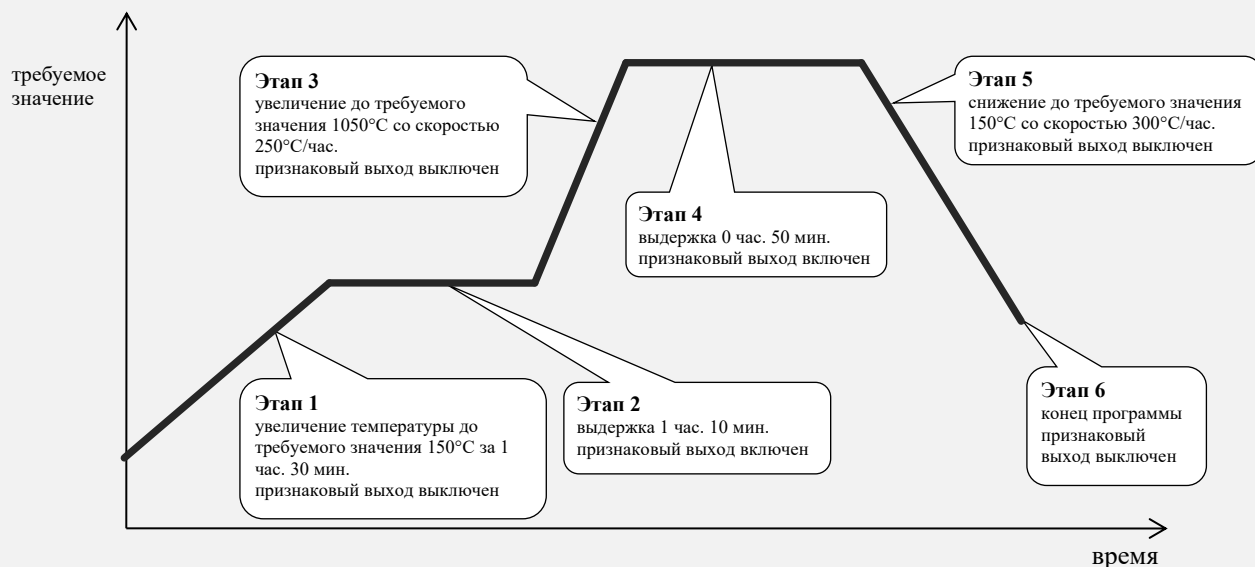 требуемое
значение
Этап 3
увеличение до требуемого
значения 1050°C со скоростью
250°C/час.
признаковый выход выключен
Этап 5
снижение до требуемого значения
150°C со скоростью 300°C/час.
признаковый выход выключен
Этап 4
выдержка 0 час. 50 мин.
признаковый выход включен
Этап 1
увеличение температуры до
требуемого значения 150°C за 1
час. 30 мин.
признаковый выход выключен
Этап 2
выдержка 1 час. 10 мин.
признаковый выход включен
Этап 6
конец программы
признаковый
выход выключен
время